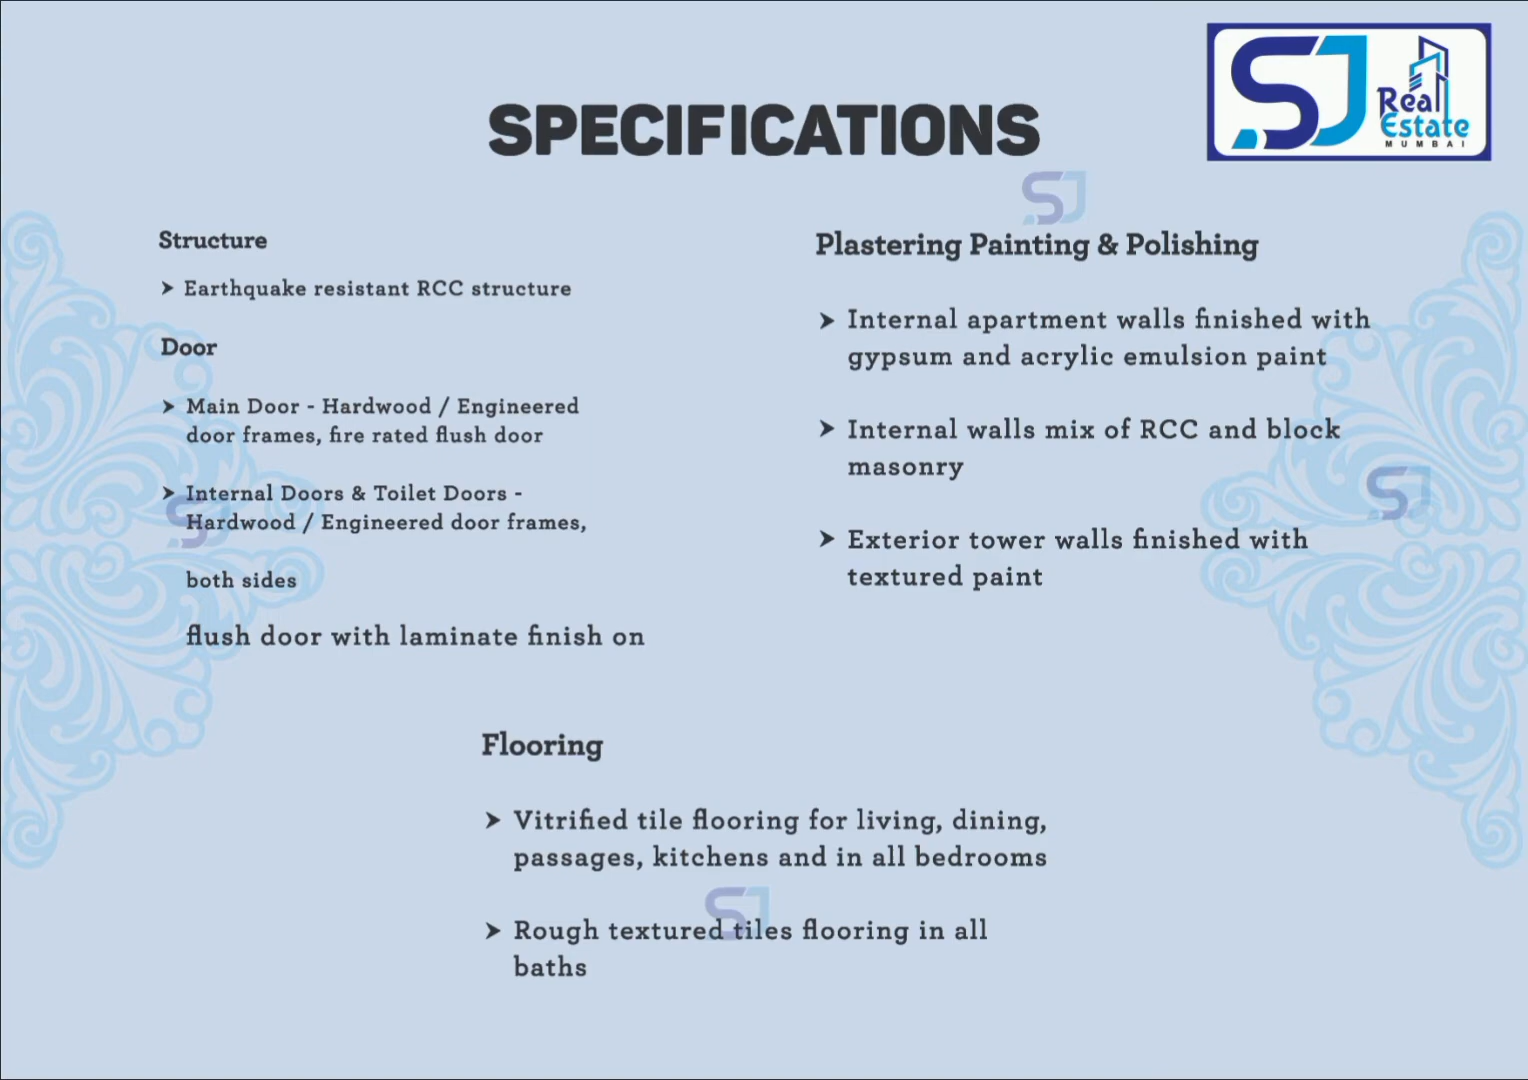 SPECIFICATIONS
SJ
Real
Estate
MUMBAI
SJ
Structure
➤ Earthquake resistant RCC structure
Door
➤ Main Door - Hardwood / Engineered
door frames, fire rated flush door
➤ Internal Doors & Toilet Doors -
Hardwood / Engineered door frames,
both sides
flush door with laminate finish on
SJ
Plastering Painting & Polishing
➤ Internal apartment walls finished with
gypsum and acrylic emulsion paint
➤ Internal walls mix of RCC and block
masonry
➤ Exterior tower walls finished with
textured paint
SJ
Flooring
➤ Vitrified tile flooring for living, dining,
passages, kitchens and in all bedrooms
➤ Rough textured tiles flooring in all
baths
SJ